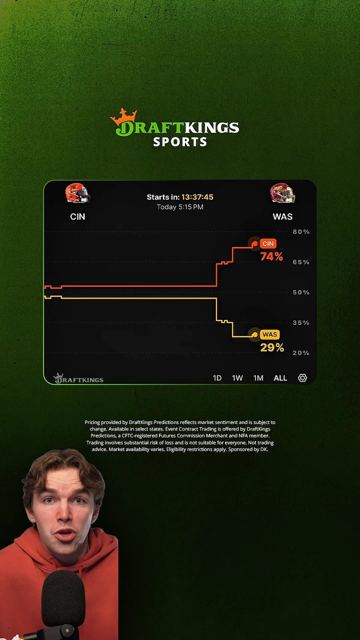 DRAFTKINGS
SPORTS
Starts in: 13:37:45
Today 5:15 PM
CIN
WAS
80%
CIN
74%
65%
50%
35%
WAS
29%
20%
DRAFTKINGS
1D 1W 1M ALL
Pricing provided by DraftKings Predictions reflects market sentiment and is subject to
change. Available in select states. Event Contract Trading is offered by DraftKings
Predictions, a CFTC-registered Futures Commission Merchant and NFA member.
Trading involves substantial risk of loss and is not suitable for everyone. Not trading
advice. Market availability varies. Eligibility restrictions apply. Sponsored by DK.